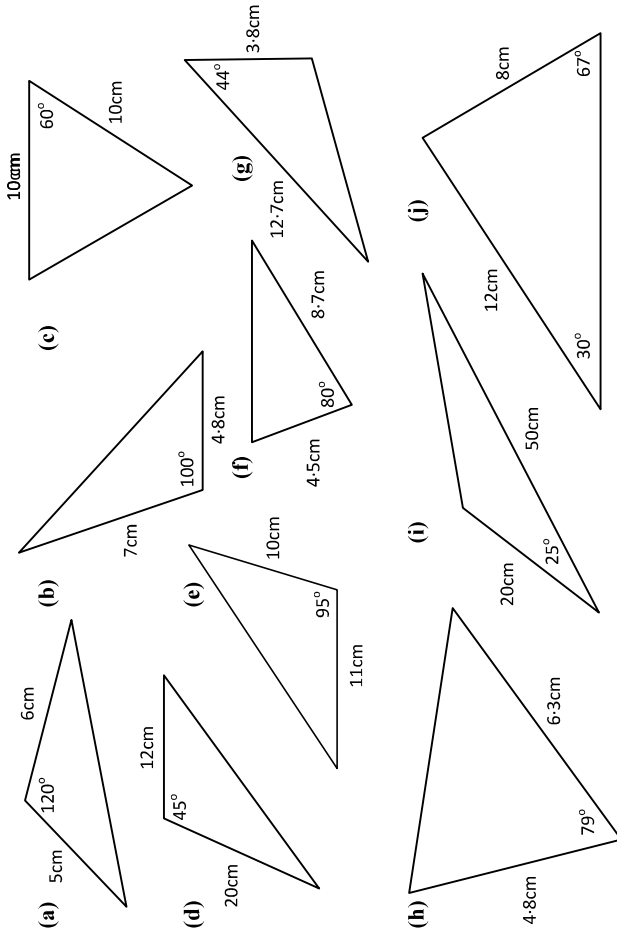 (a)
5cm
120°
6cm
(b)
7cm
100°
4·8cm
(c)
10cm
60°
10cm
(d)
20cm
45°
12cm
(e)
95°
10cm
11cm
(f)
4·5cm
80°
8·7cm
(g)
12·7cm
44°
3·8cm
(h)
4·8cm
79°
6·3cm
(i)
20cm
25°
50cm
(j)
12cm
8cm
30°
67°